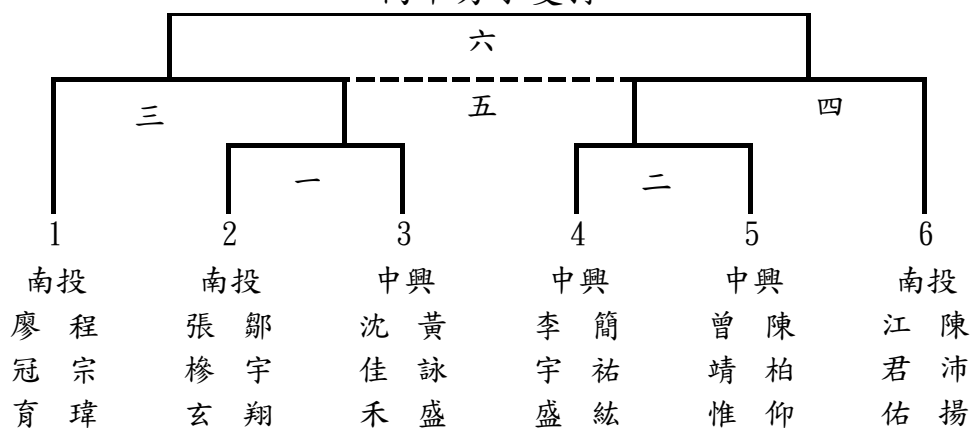 六
三 五 四
一 二
1 2 3 4 5 6
南投 南投 中興 中興 中興 南投
廖 程 張 鄒 沈 黃 李 簡 曾 陳 江 陳
冠 宗 槮 宇 佳 詠 宇 祐 靖 柏 君 沛
育 瑋 玄 翔 禾 盛 盛 紘 惟 仰 佑 揚